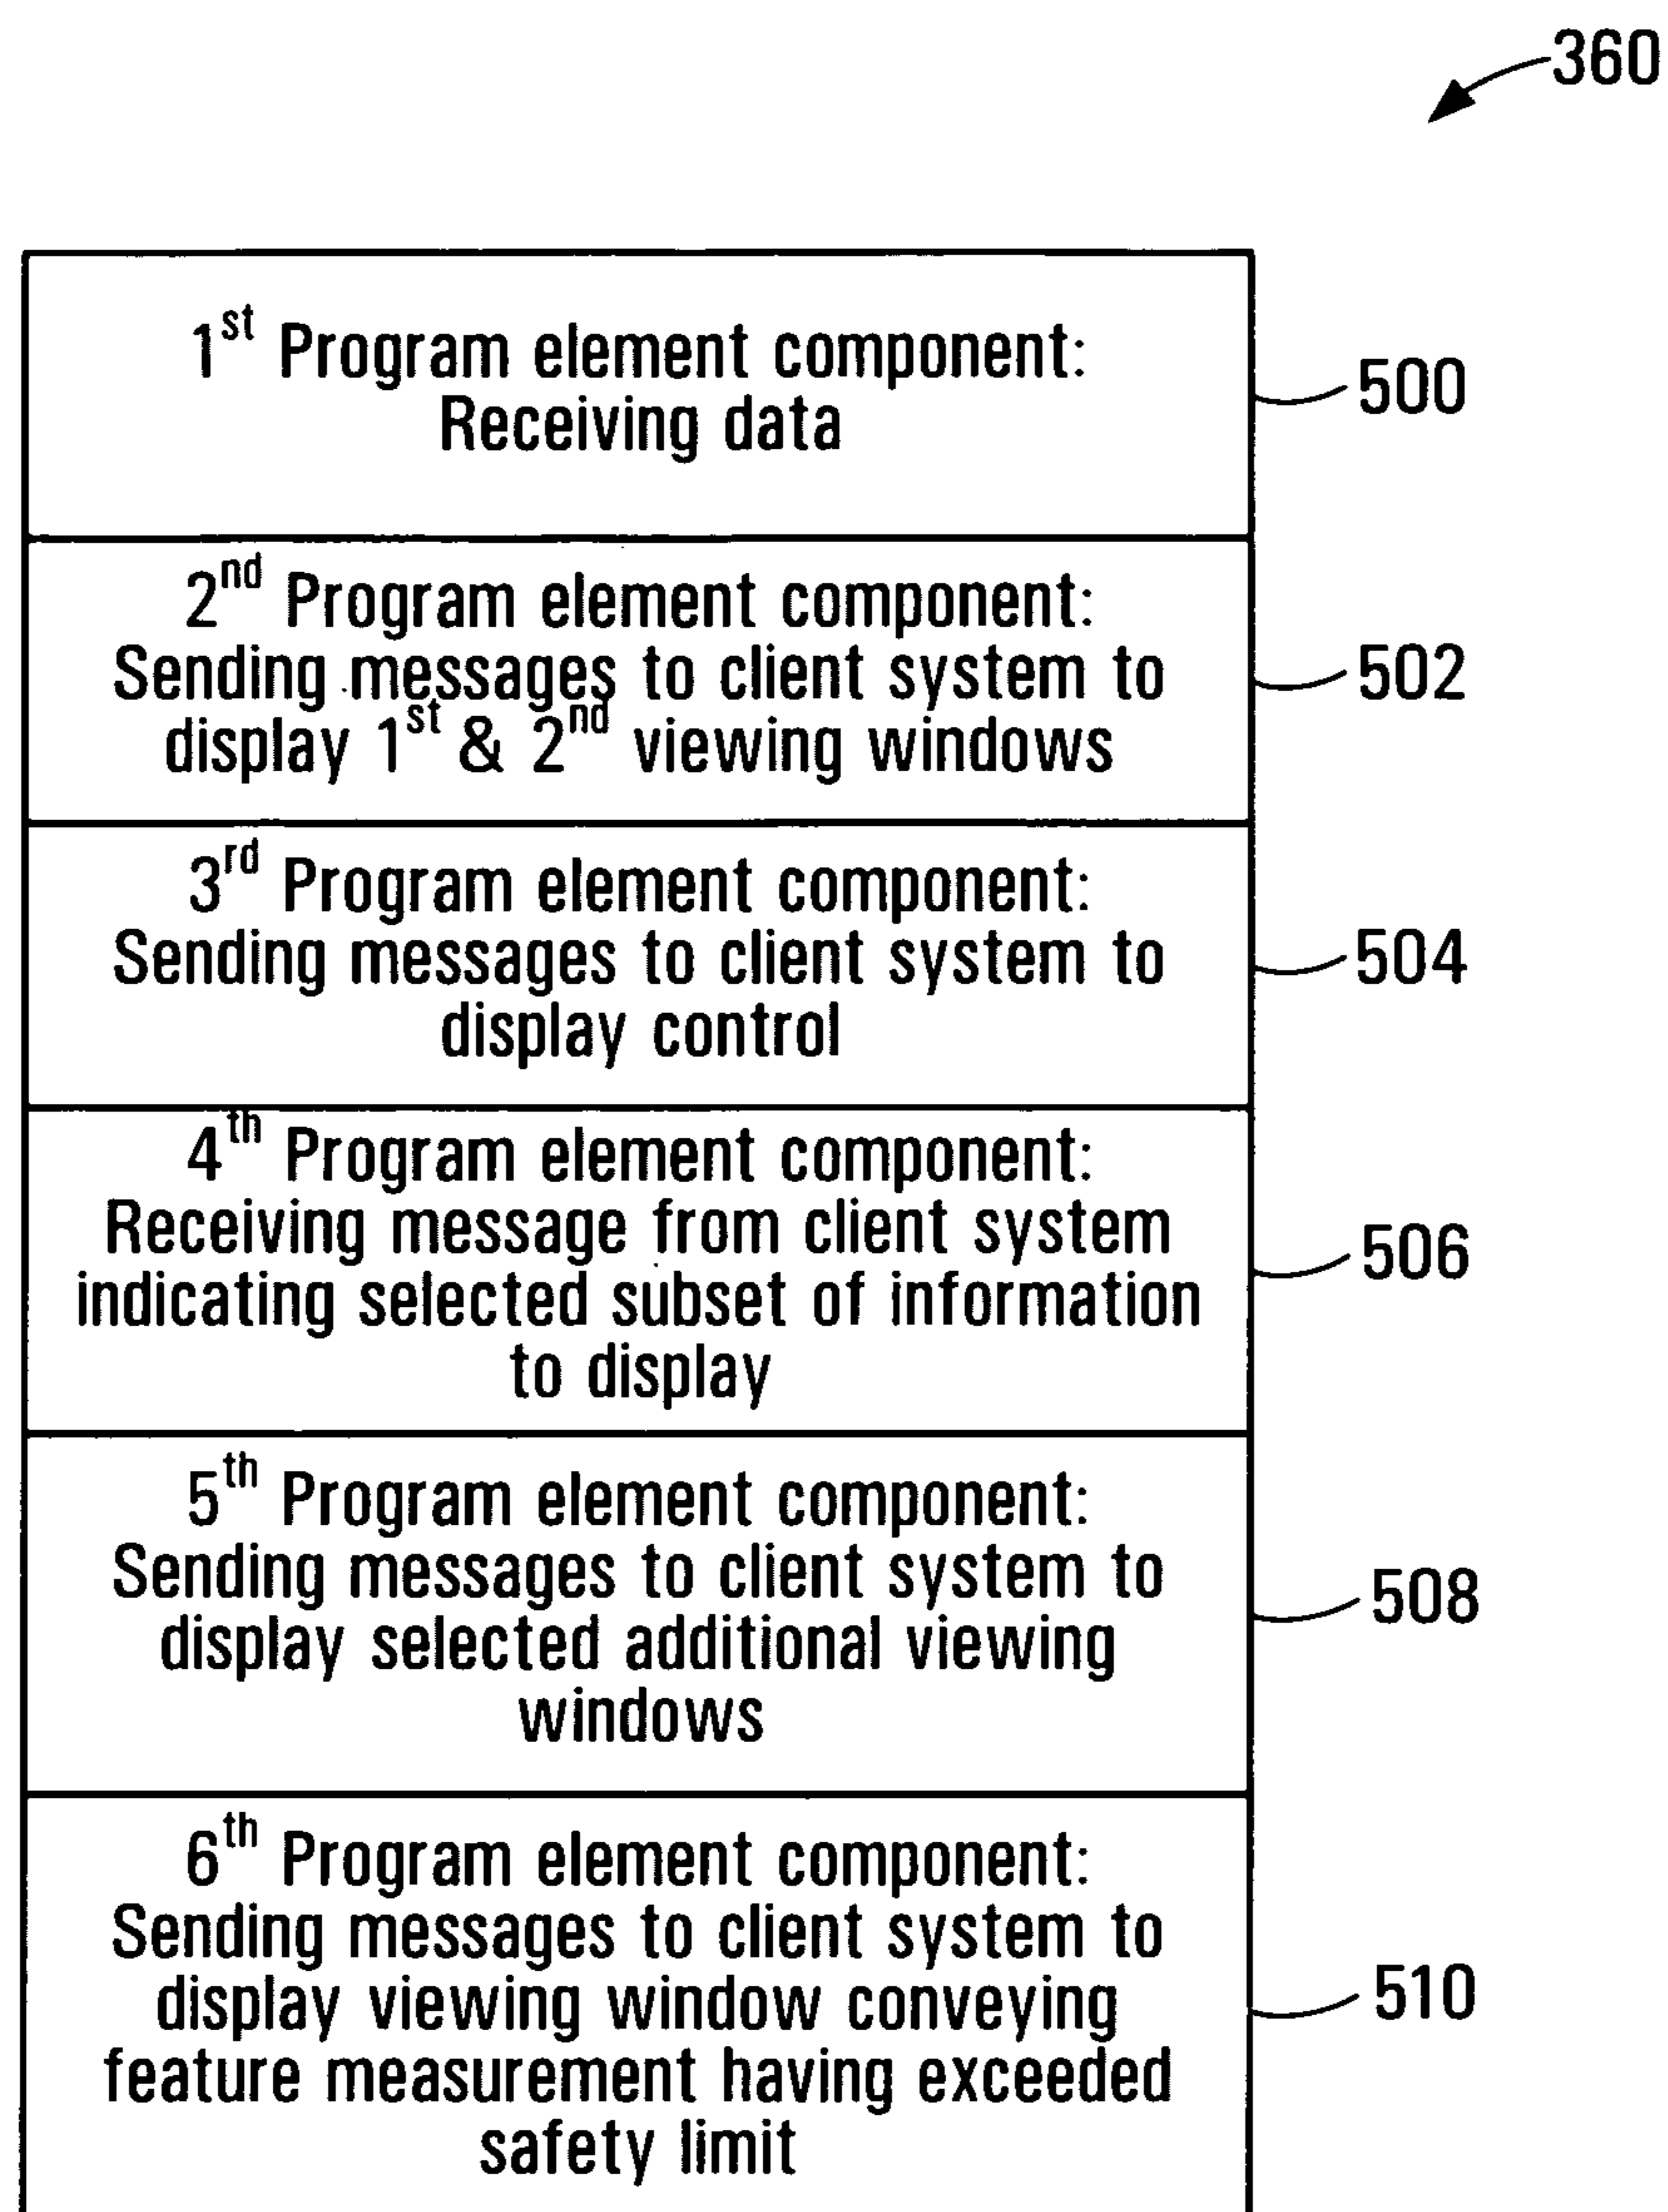 360
1st Program element component:
Receiving data
500
2nd Program element component:
Sending messages to client system to
display 1st & 2nd viewing windows
502
3rd Program element component:
Sending messages to client system to
display control
504
4th Program element component:
Receiving message from client system
indicating selected subset of information
to display
506
5th Program element component:
Sending messages to client system to
display selected additional viewing
windows
508
6th Program element component:
Sending messages to client system to
display viewing window conveying
feature measurement having exceeded
safety limit
510